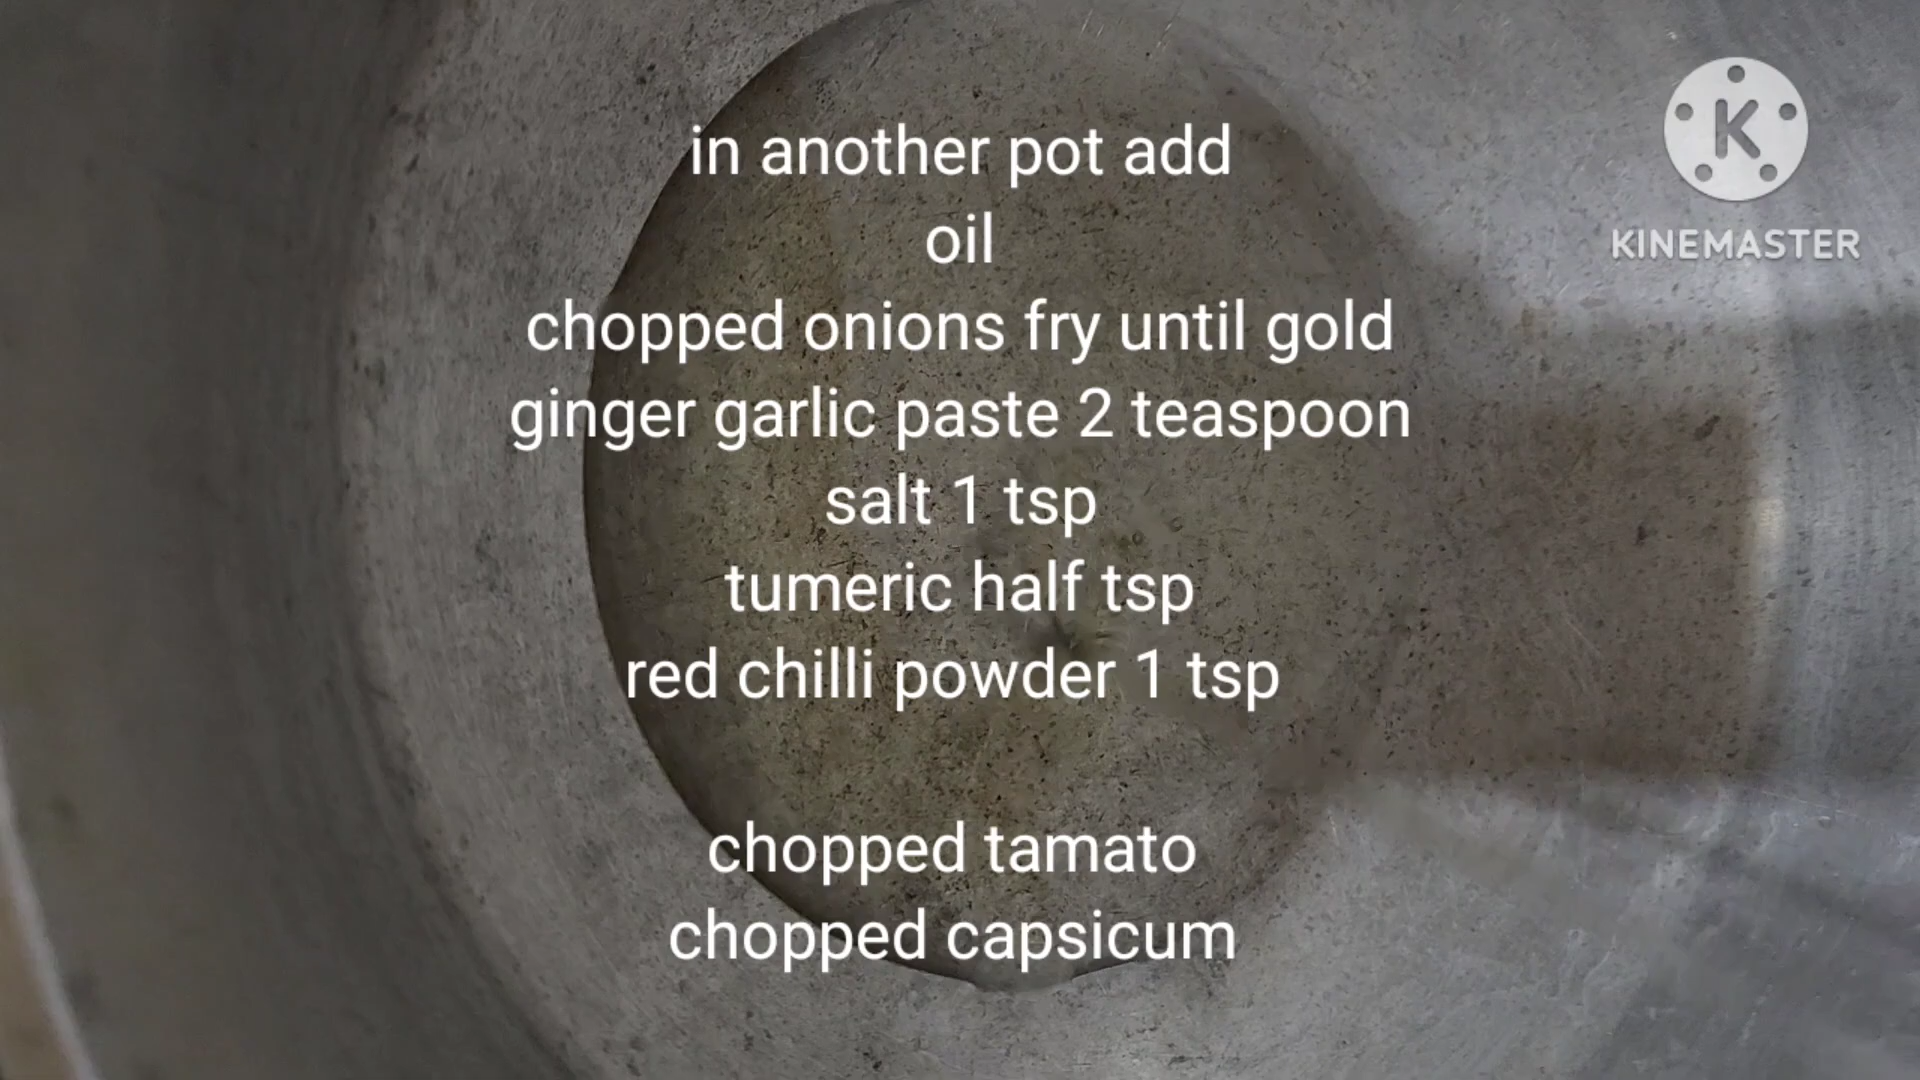 in another pot add
oil
chopped onions fry until gold
ginger garlic paste 2 teaspoon
salt 1 tsp
tumeric half tsp
red chilli powder 1 tsp
chopped tamato
chopped capsicum
K
KINEMASTER